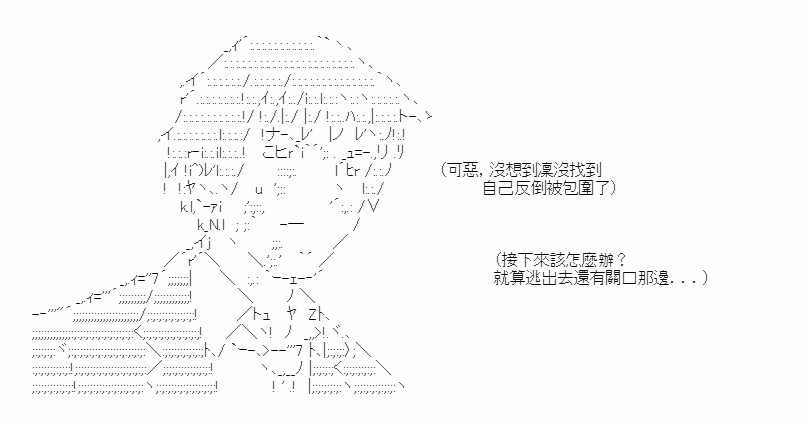 (可惡，沒想到凜沒找到
自己反倒被包圍了)
(接下來該怎麼辦？
就算逃出去還有關口那邊...)